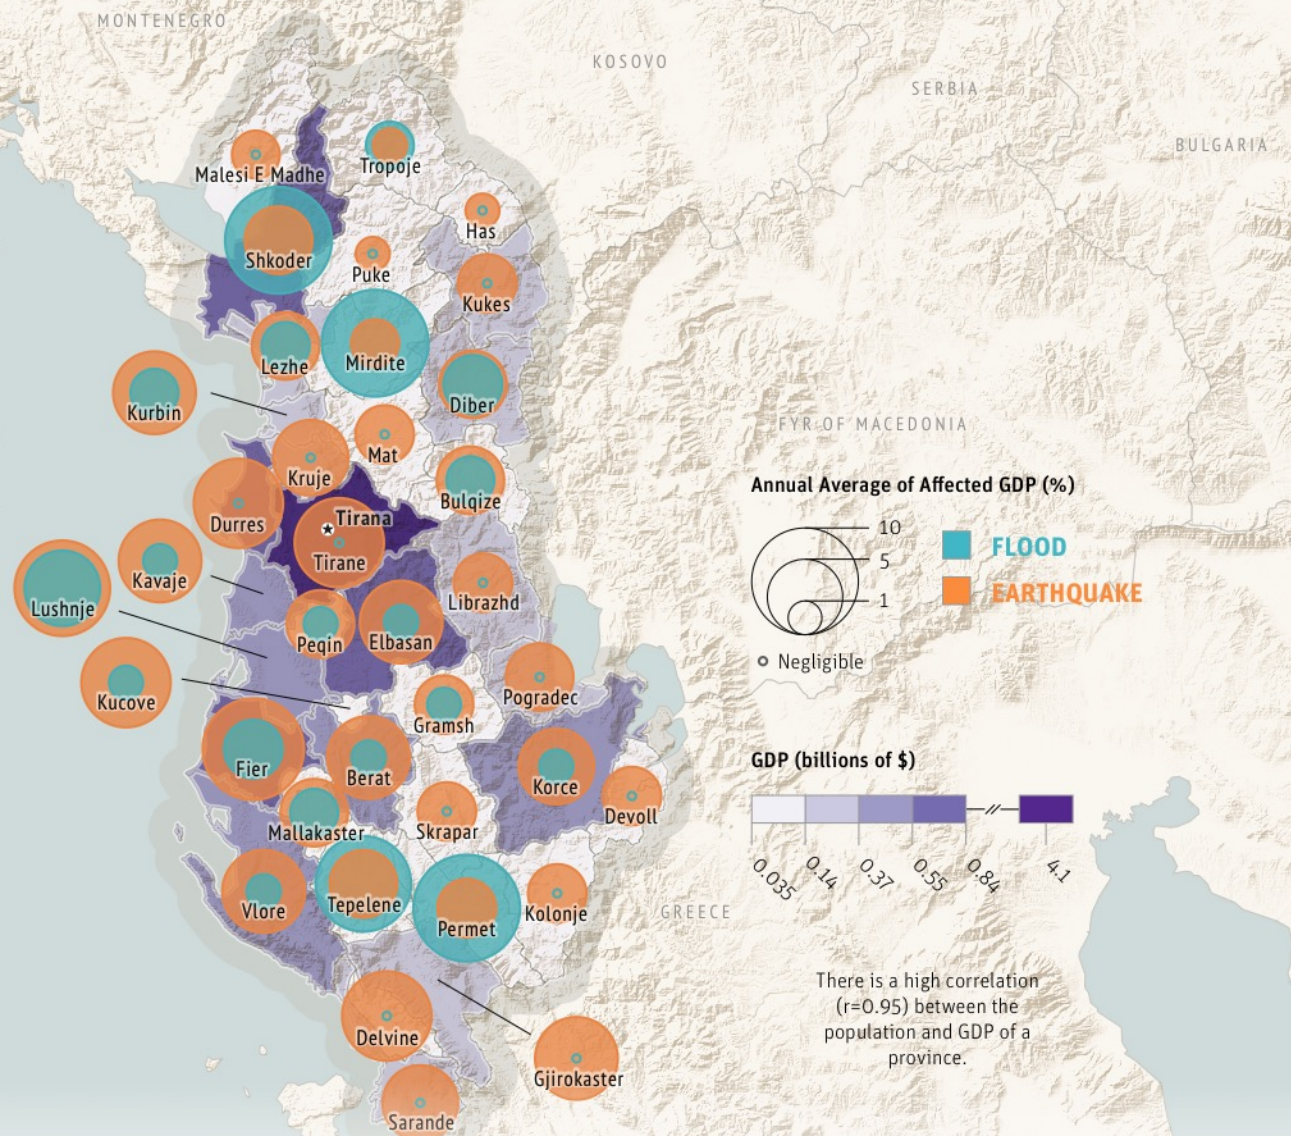 MONTENEGRO
KOSOVO
SERBIA
BULGARIA
Malesi E Madhe
Tropoje
Has
Shkoder
Puke
Kukes
Lezhe
Mirdite
Diber
Kurbin
Mat
Kruje
Bulqize
Durres
Tirana
Tirane
Kavaje
Lushnje
Librazhd
Peqin
Elbasan
Kucove
Pogradec
Gramsh
Fier
Berat
Korce
Devoll
Mallakaster
Skrapar
Vlore
Tepelene
Permet
Kolonje
Delvine
Gjirokaster
Sarande
FYR OF MACEDONIA
GREECE
Annual Average of Affected GDP (%)
10
5
1
Negligible
FLOOD
EARTHQUAKE
GDP (billions of $)
0.035
0.14
0.37
0.55
0.84
4.1
There is a high correlation
(r=0.95) between the
population and GDP of a
province.